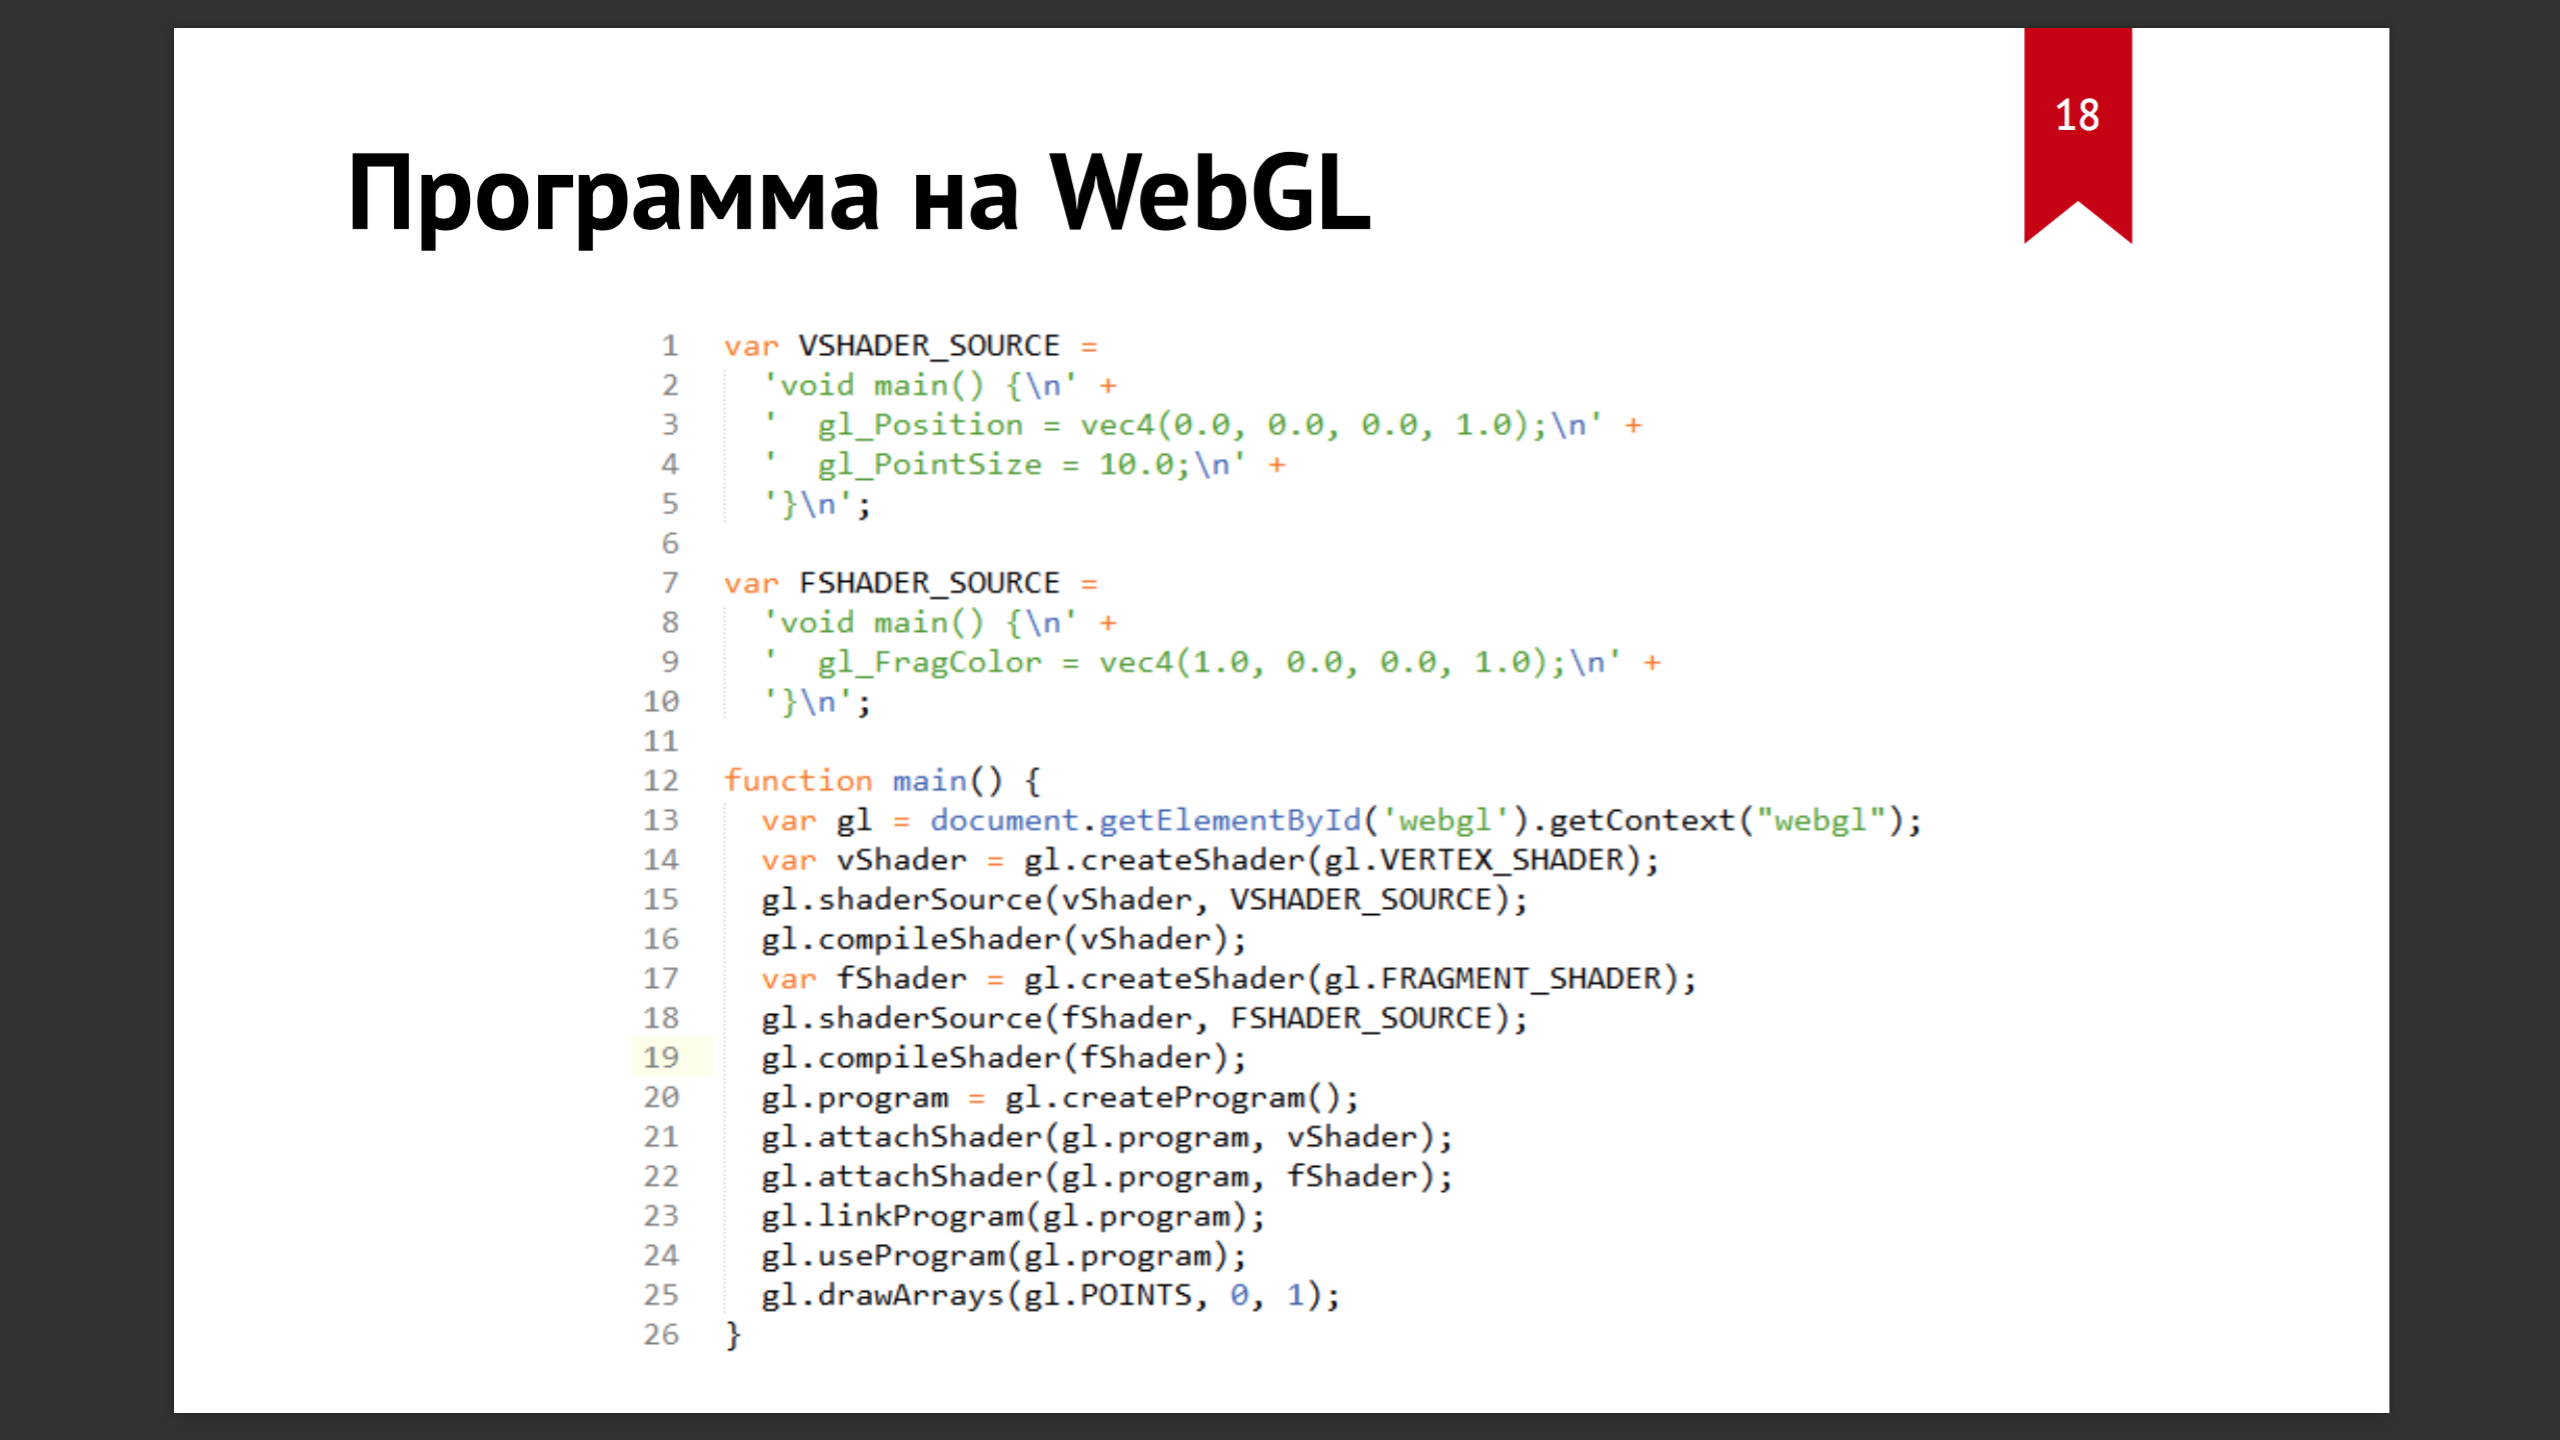 18
Программа на WebGL
1 var VSHADER_SOURCE =
2   'void main() {\n' +
3   '  gl_Position = vec4(0.0, 0.0, 0.0, 1.0);\n' +
4   '  gl_PointSize = 10.0;\n' +
5   '}\n';
6
7 var FSHADER_SOURCE =
8   'void main() {\n' +
9   '  gl_FragColor = vec4(1.0, 0.0, 0.0, 1.0);\n' +
10   '}\n';
11
12 function main() {
13   var gl = document.getElementById('webgl').getContext("webgl");
14   var vShader = gl.createShader(gl.VERTEX_SHADER);
15   gl.shaderSource(vShader, VSHADER_SOURCE);
16   gl.compileShader(vShader);
17   var fShader = gl.createShader(gl.FRAGMENT_SHADER);
18   gl.shaderSource(fShader, FSHADER_SOURCE);
19   gl.compileShader(fShader);
20   gl.program = gl.createProgram();
21   gl.attachShader(gl.program, vShader);
22   gl.attachShader(gl.program, fShader);
23   gl.linkProgram(gl.program);
24   gl.useProgram(gl.program);
25   gl.drawArrays(gl.POINTS, 0, 1);
26 }